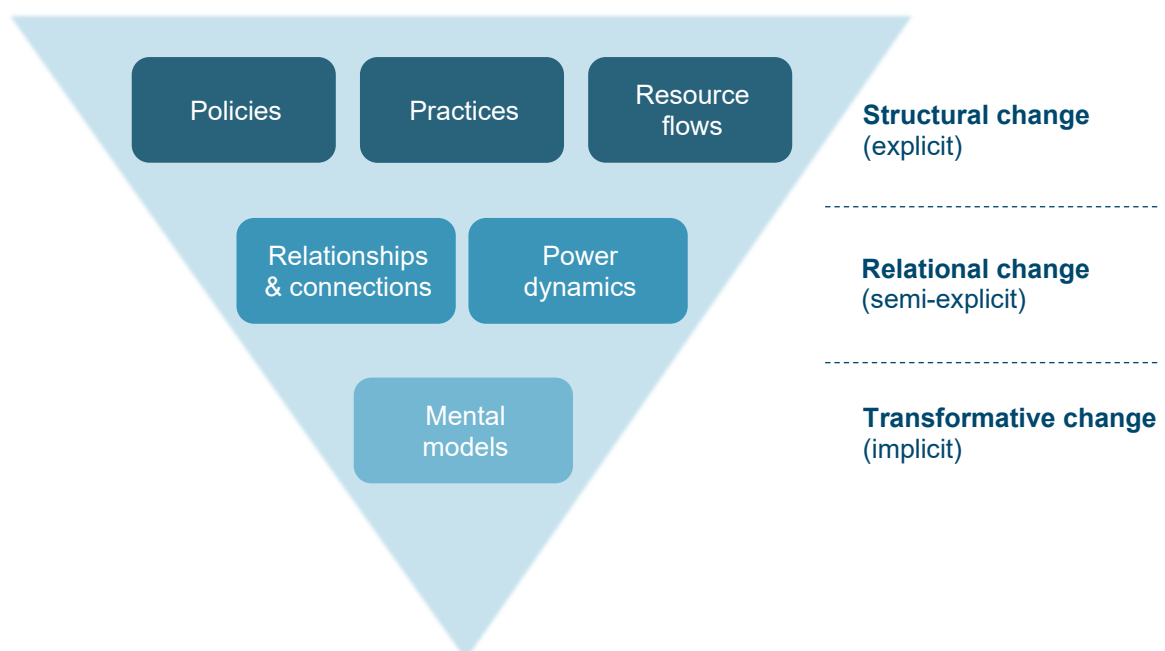 Policies
Practices
Resource
flows
Structural change
(explicit)
Relationships
& connections
Power
dynamics
Relational change
(semi-explicit)
Mental
models
Transformative change
(implicit)